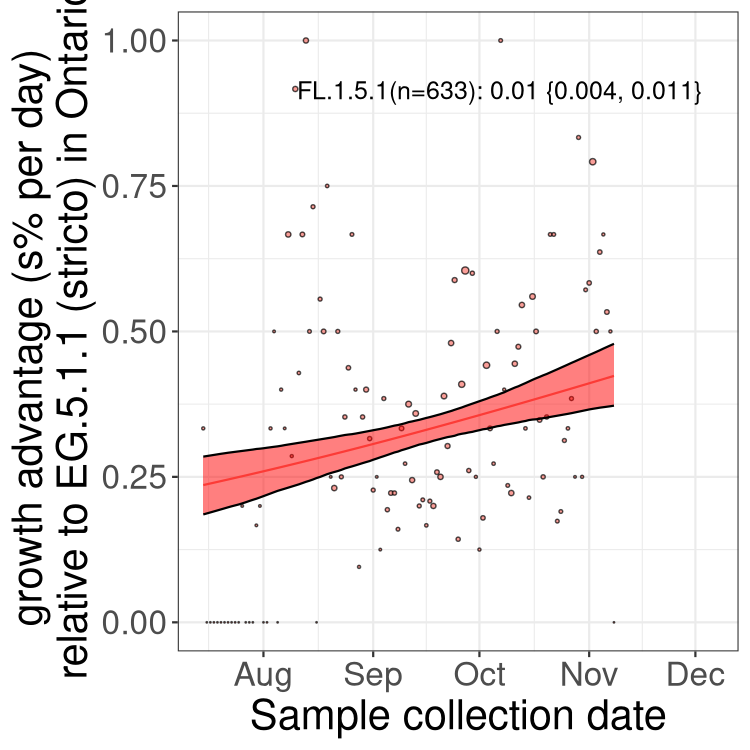 growth advantage (s% per day)
relative to EG.5.1.1 (stricto) in Ontario
1.00
0.75
0.50
0.25
0.00
FL.1.5.1(n=633): 0.01 {0.004, 0.011}
Aug Sep Oct Nov Dec
Sample collection date